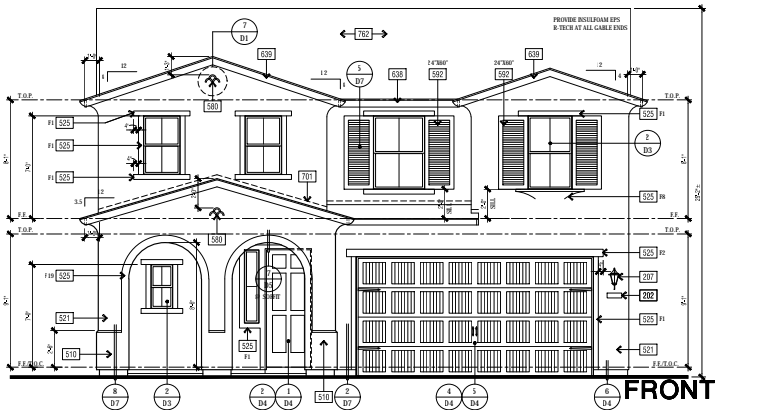 7
D1
762
PROVIDE INSULFOAM EPS
R-TECH AT ALL GABLE ENDS
639
639
5
D7
638
24"X60"
592
24"X60"
592
12
12
12
4
580
T.O.P.
T.O.P.
F1 525
F1 525
F1 525
525 F1
2
D3
701
12
3.5
525 F8
SILL
SILL
F.F.
F.F.
580
T.O.P.
T.O.P.
525 F2
F19 525
7
D5
SOFFIT
207
202
521
525
F1
525 F1
510
521
F.F./T.O.C.
F.F./T.O.C.
510
8
D7
2
D3
2
D4
1
D4
2
D7
4
D4
5
D4
6
D4
FRONT